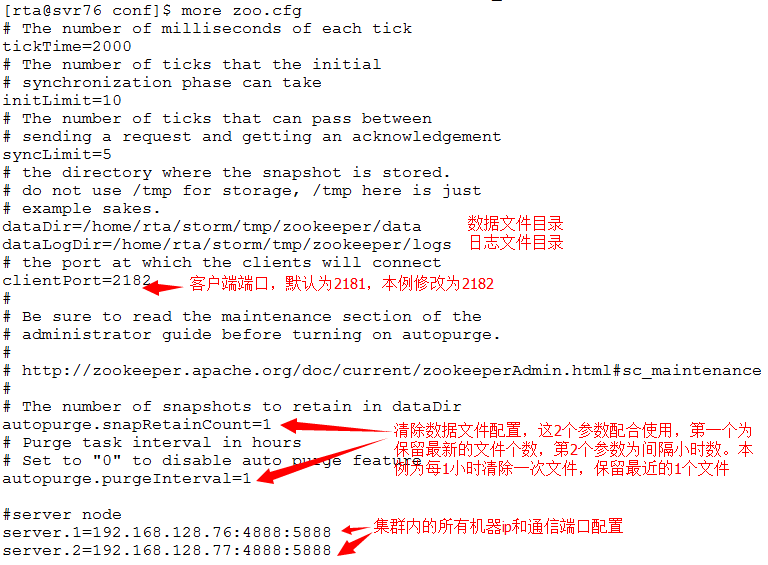 [rta@svr76 conf]$ more zoo.cfg
# The number of milliseconds of each tick
tickTime=2000
# The number of ticks that the initial
# synchronization phase can take
initLimit=10
# The number of ticks that can pass between
# sending a request and getting an acknowledgement
syncLimit=5
# the directory where the snapshot is stored.
# do not use /tmp for storage, /tmp here is just
# example sakes.
dataDir=/home/rta/storm/tmp/zookeeper/data 数据文件目录
dataLogDir=/home/rta/storm/tmp/zookeeper/logs 日志文件目录
# the port at which the clients will connect
clientPort=2182 客户端端口，默认为2181，本例修改为2182
#
# Be sure to read the maintenance section of the
# administrator guide before turning on autopurge.
#
# http://zookeeper.apache.org/doc/current/zookeeperAdmin.html#sc_maintenance
#
# The number of snapshots to retain in dataDir
autopurge.snapRetainCount=1
# Purge task interval in hours
# Set to "0" to disable auto purge feature
autopurge.purgeInterval=1
清除数据文件配置，这2个参数配合使用，第一个为
保留最新的文件个数，第2个参数为间隔小时数。本
例为每1小时清除一次文件，保留最近的1个文件
#server node
server.1=192.168.128.76:4888:5888
server.2=192.168.128.77:4888:5888
集群内的所有机器ip和通信端口配置